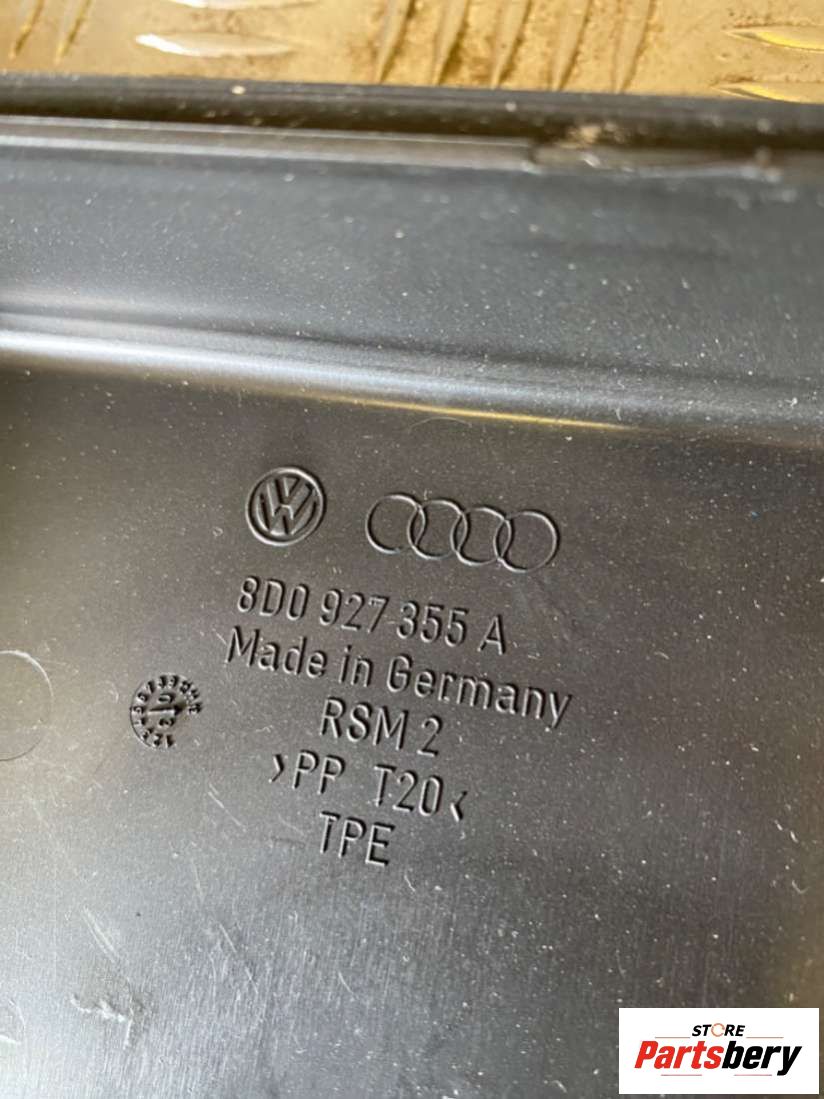 8D0 927 355 A
Made in Germany
RSM 2
>PP T20<
TPE
STORE
Partsbery